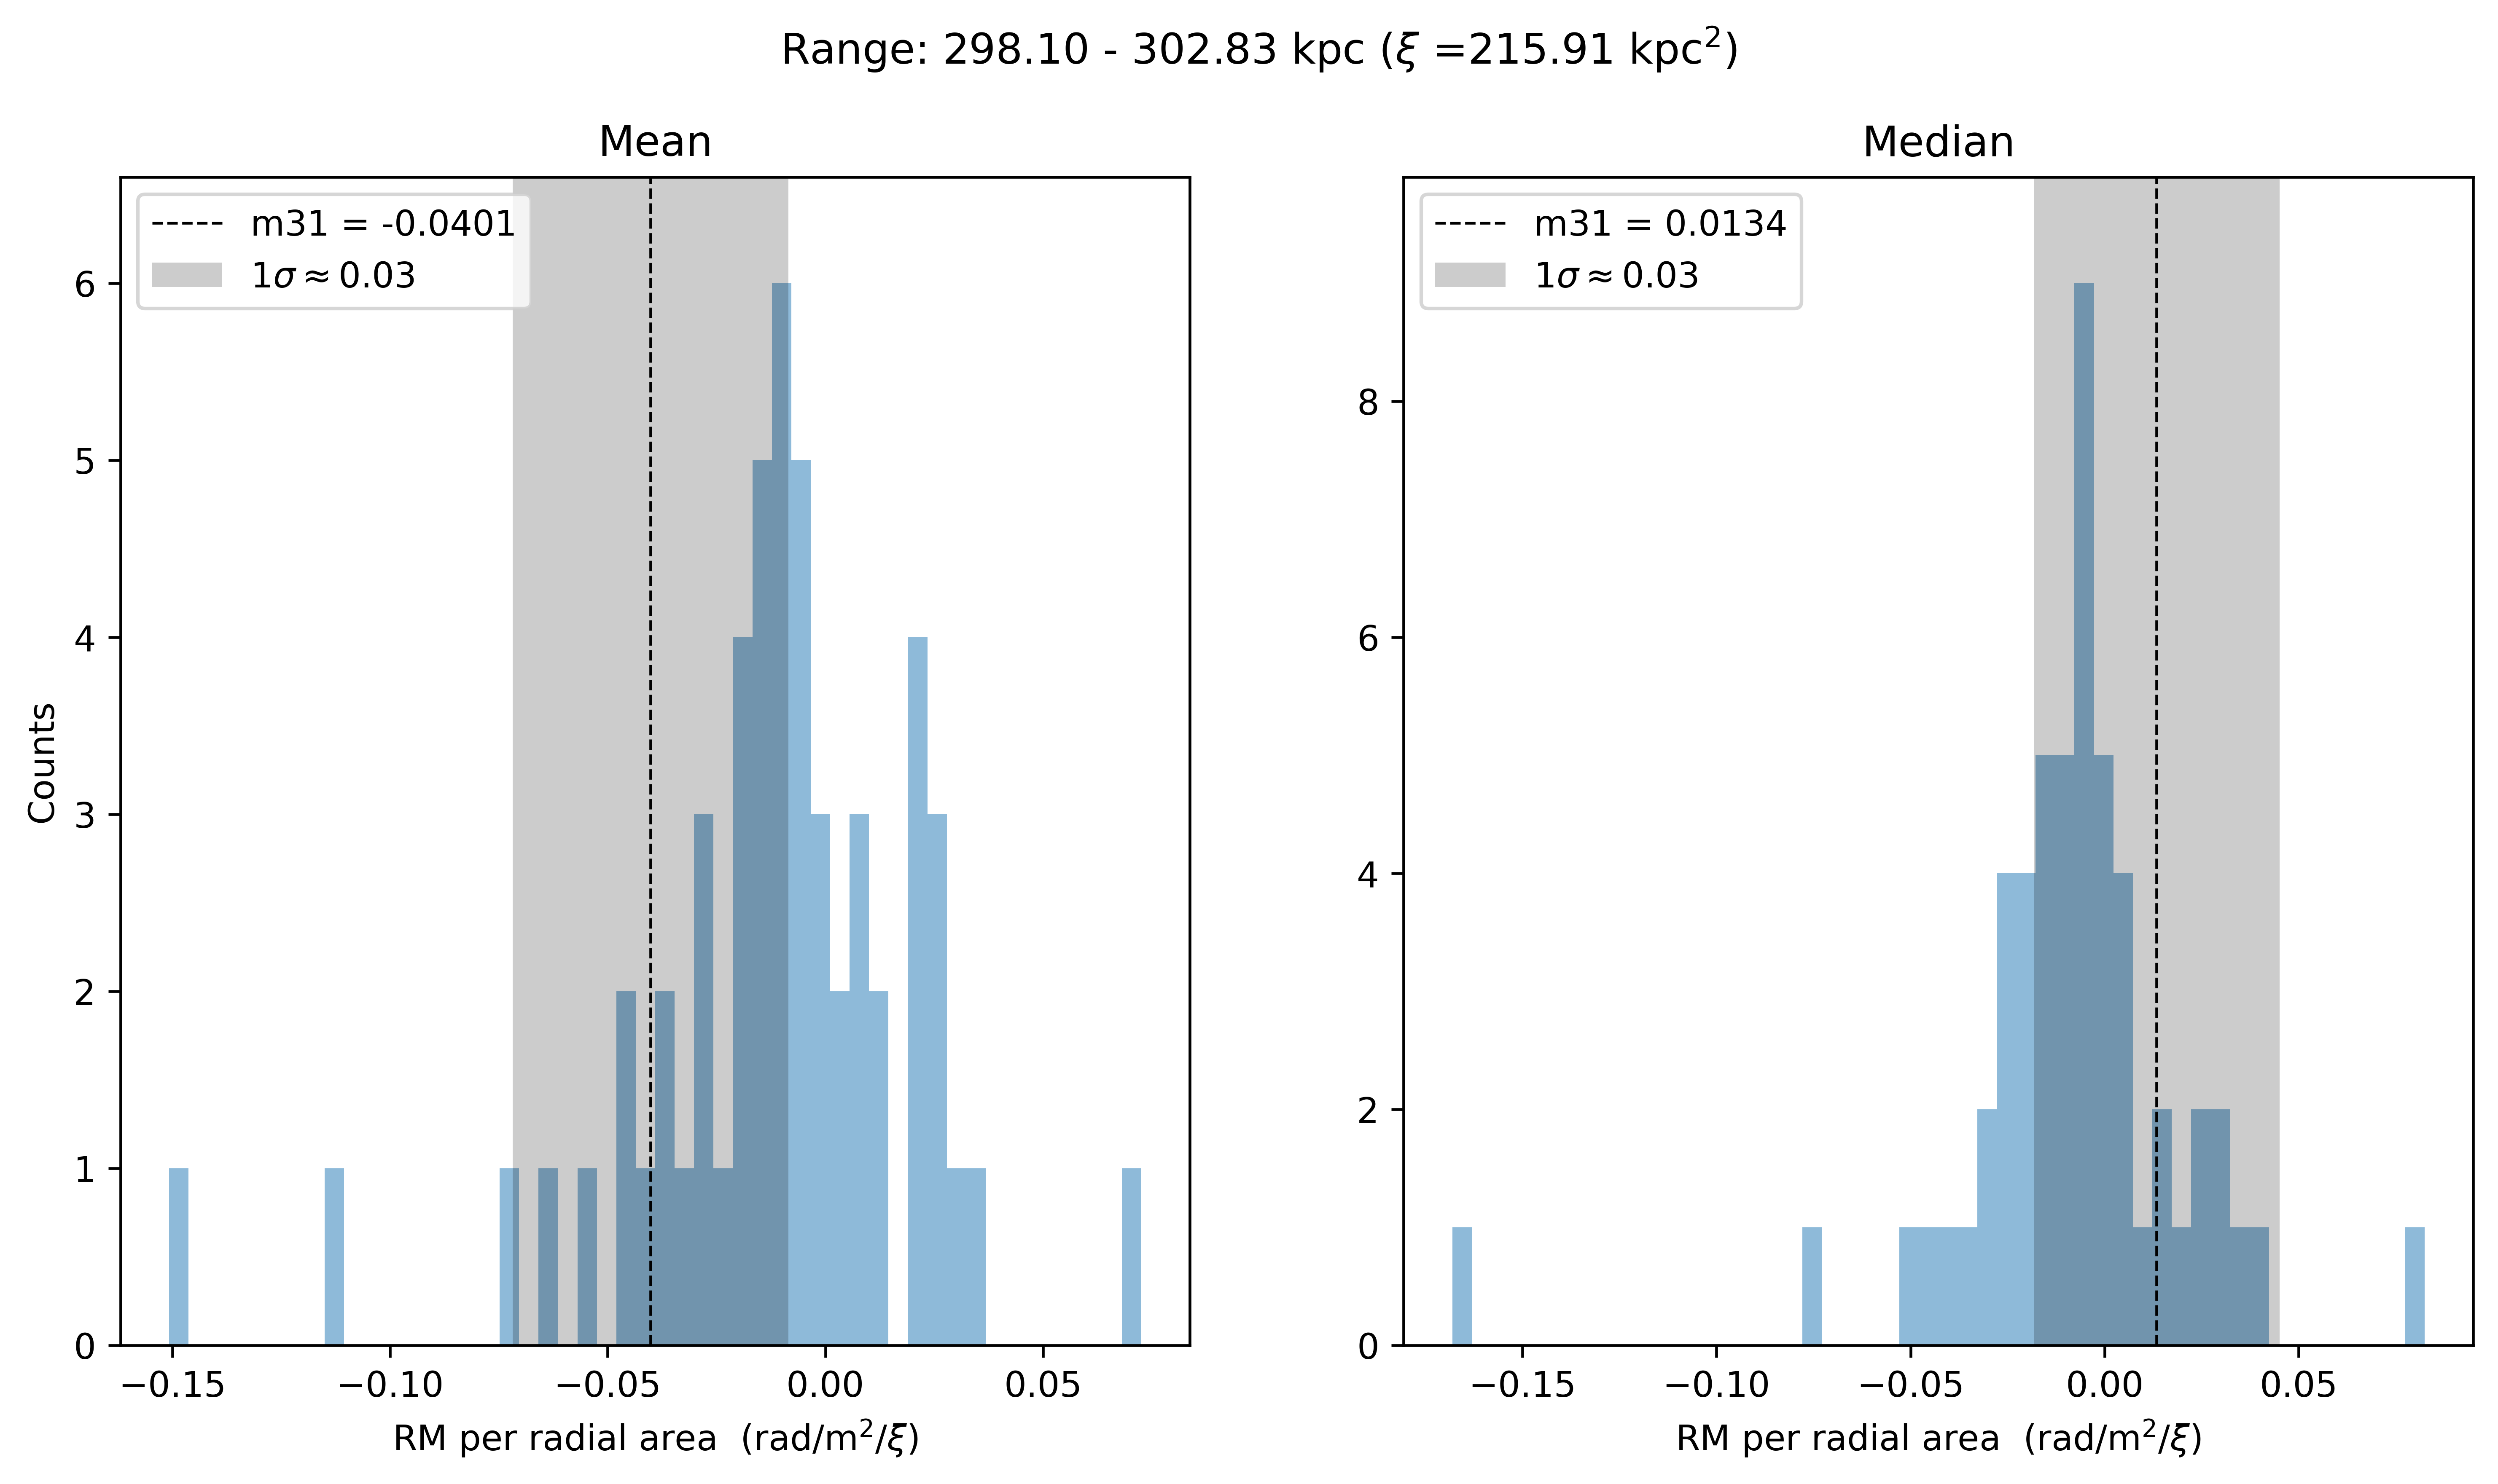 Range: 298.10 - 302.83 kpc (ξ =215.91 kpc²)
Mean
m31 = -0.0401
1σ ≈ 0.03
6
5
4
3
2
1
0
Counts
−0.15 −0.10 −0.05 0.00 0.05
RM per radial area (rad/m²/ξ)
Median
m31 = 0.0134
1σ ≈ 0.03
8
6
4
2
0
−0.15 −0.10 −0.05 0.00 0.05
RM per radial area (rad/m²/ξ)